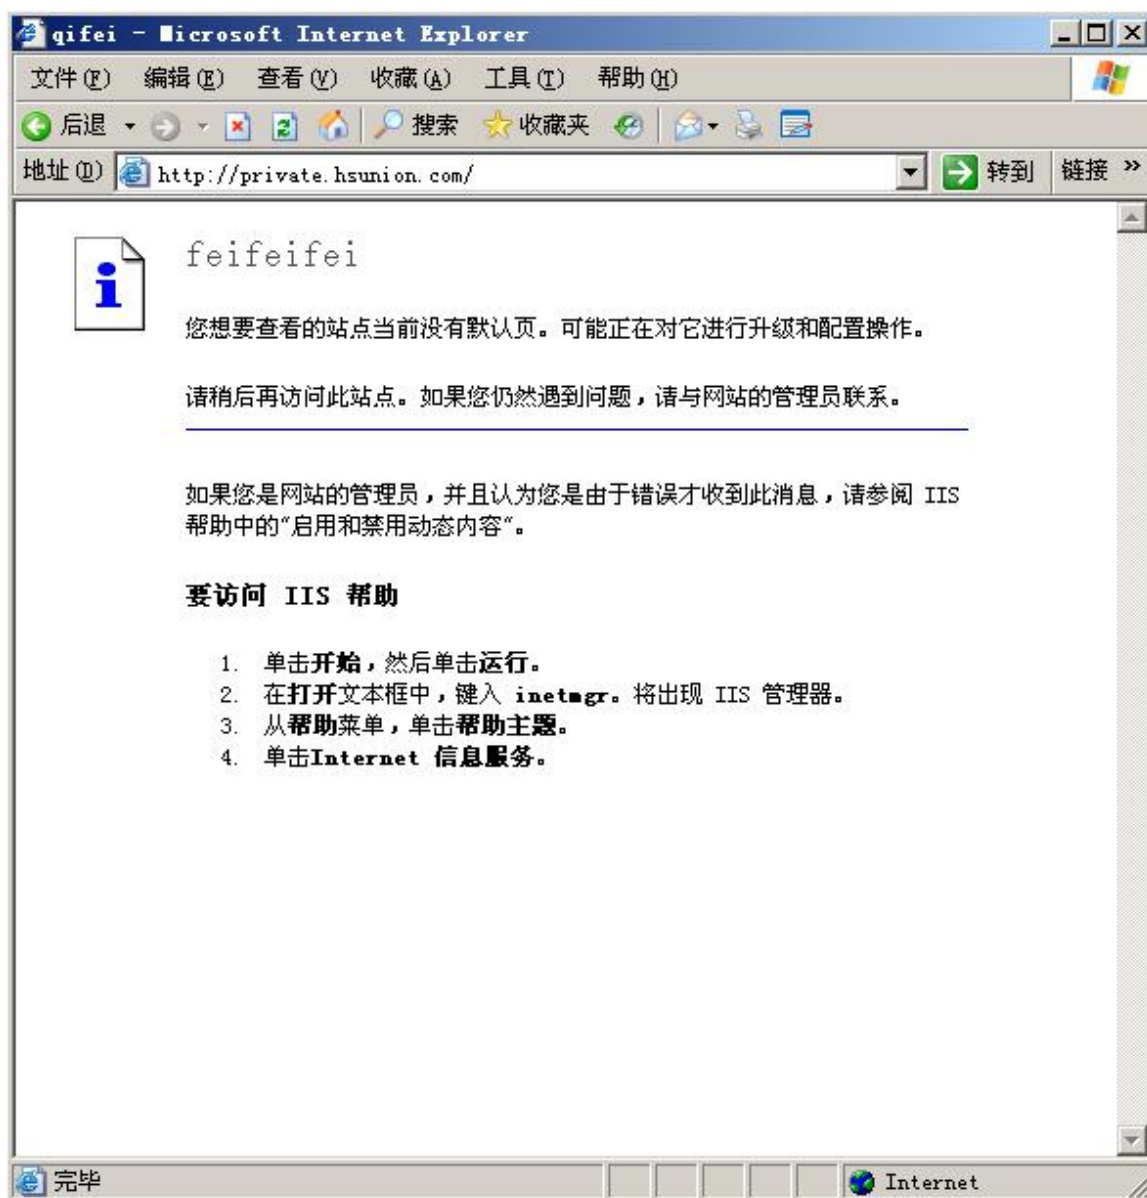 qifei - Microsoft Internet Explorer
文件(F) 编辑(E) 查看(V) 收藏(A) 工具(T) 帮助(H)
后退 搜索 收藏夹
地址(D) http://private.hsunion.com/ 转到 链接 »
feifeifei
您想要查看的站点当前没有默认页。可能正在对它进行升级和配置操作。
请稍后再访问此站点。如果您仍然遇到问题，请与网站的管理员联系。
如果您是网站的管理员，并且认为您是由于错误才收到此消息，请参阅 IIS
帮助中的“启用和禁用动态内容”。
要访问 IIS 帮助
1. 单击开始，然后单击运行。
2. 在打开文本框中，键入 inetmgr。将出现 IIS 管理器。
3. 从帮助菜单，单击帮助主题。
4. 单击Internet 信息服务。
完毕 Internet